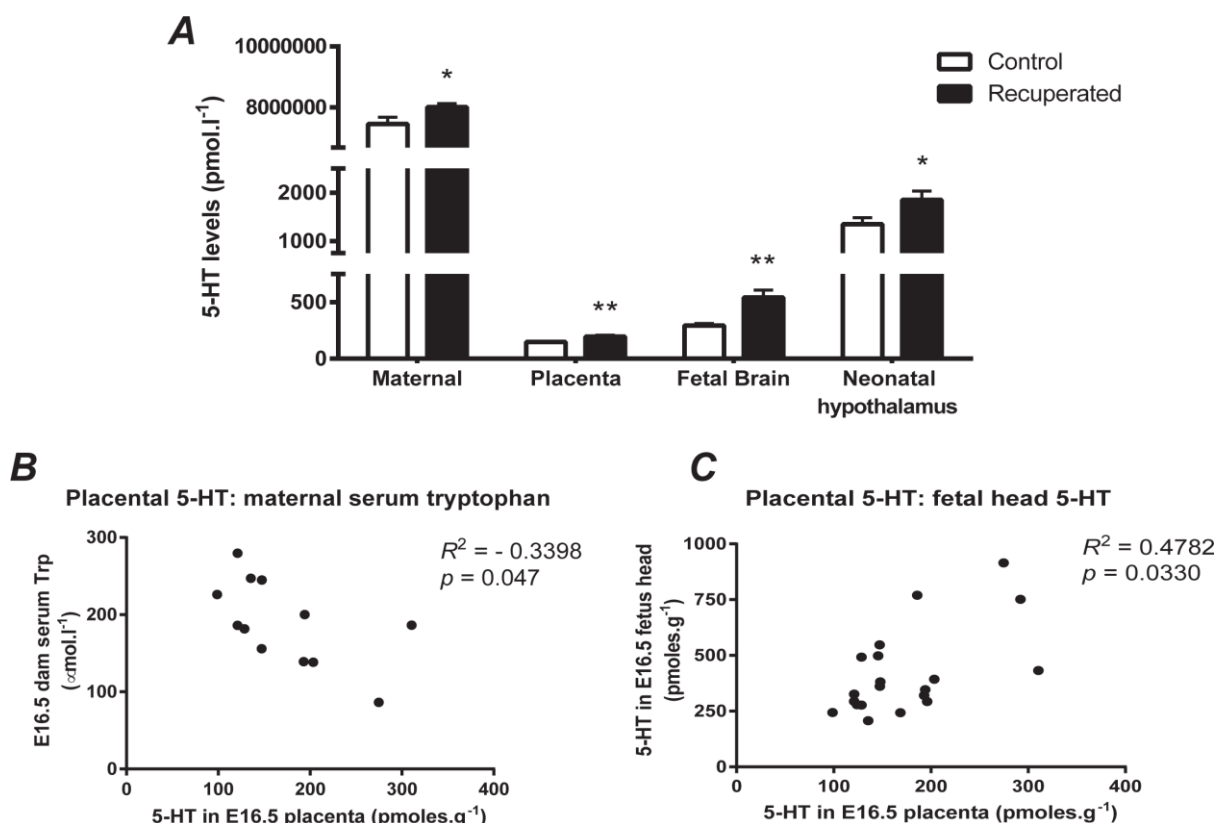 A
5-HT levels (pmol.l⁻¹)
10000000
8000000
2000
1000
500
0
*
**
**
*
Control
Recuperated
Maternal
Placenta
Fetal Brain
Neonatal
hypothalamus
B
Placental 5-HT: maternal serum tryptophan
R² = - 0.3398
p = 0.047
E16.5 dam serum Trp
(αmol.l⁻¹)
300
200
100
0
0 100 200 300 400
5-HT in E16.5 placenta (pmoles.g⁻¹)
C
Placental 5-HT: fetal head 5-HT
R² = 0.4782
p = 0.0330
5-HT in E16.5 fetus head
(pmoles.g⁻¹)
1000
750
500
250
0
0 100 200 300 400
5-HT in E16.5 placenta (pmoles.g⁻¹)